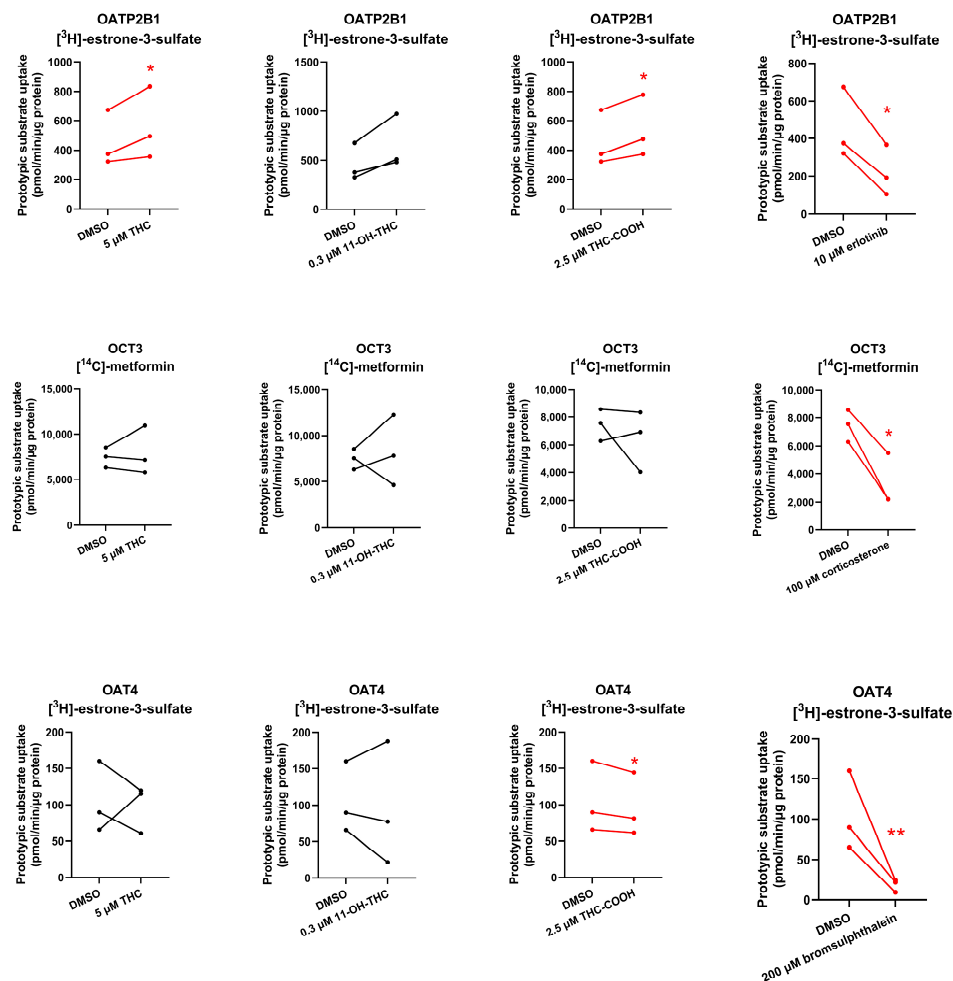 OATP2B1
[³H]-estrone-3-sulfate
Prototypic substrate uptake
(pmol/min/µg protein)
1000
800
600
400
200
0
*
DMSO
5 µM THC
OATP2B1
[³H]-estrone-3-sulfate
Prototypic substrate uptake
(pmol/min/µg protein)
1500
1000
500
0
DMSO
0.3 µM 11-OH-THC
OATP2B1
[³H]-estrone-3-sulfate
Prototypic substrate uptake
(pmol/min/µg protein)
1000
800
600
400
200
0
*
DMSO
2.5 µM THC-COOH
OATP2B1
[³H]-estrone-3-sulfate
Prototypic substrate uptake
(pmol/min/µg protein)
800
600
400
200
0
*
DMSO
10 µM erlotinib
OCT3
[¹⁴C]-metformin
Prototypic substrate uptake
(pmol/min/µg protein)
15,000
10,000
5,000
0
DMSO
5 µM THC
OCT3
[¹⁴C]-metformin
Prototypic substrate uptake
(pmol/min/µg protein)
15,000
10,000
5,000
0
DMSO
0.3 µM 11-OH-THC
OCT3
[¹⁴C]-metformin
Prototypic substrate uptake
(pmol/min/µg protein)
10,000
8,000
6,000
4,000
2,000
0
DMSO
2.5 µM THC-COOH
OCT3
[¹⁴C]-metformin
Prototypic substrate uptake
(pmol/min/µg protein)
10,000
8,000
6,000
4,000
2,000
0
*
DMSO
100 µM corticosterone
OAT4
[³H]-estrone-3-sulfate
Prototypic substrate uptake
(pmol/min/µg protein)
200
150
100
50
0
DMSO
5 µM THC
OAT4
[³H]-estrone-3-sulfate
Prototypic substrate uptake
(pmol/min/µg protein)
200
150
100
50
0
DMSO
0.3 µM 11-OH-THC
OAT4
[³H]-estrone-3-sulfate
Prototypic substrate uptake
(pmol/min/µg protein)
200
150
100
50
0
*
DMSO
2.5 µM THC-COOH
OAT4
[³H]-estrone-3-sulfate
Prototypic substrate uptake
(pmol/min/µg protein)
200
150
100
50
0
**
DMSO
200 µM bromsulphthalein